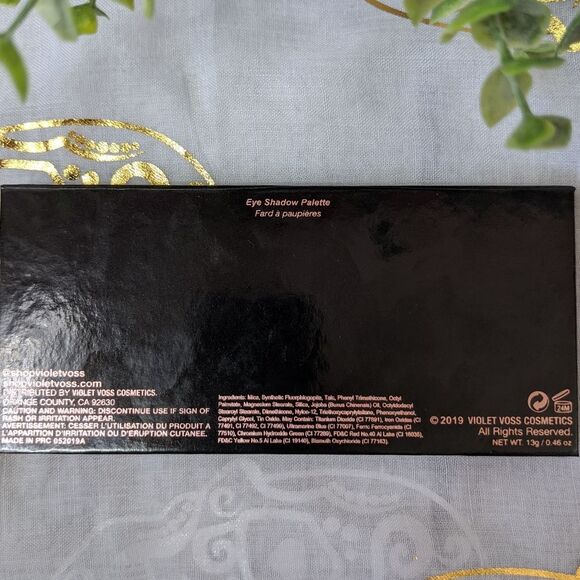 Eye Shadow Palette
Fard à paupières
@shopvioletvoss
shopvioletvoss.com
DISTRIBUTED BY VIOLET VOSS COSMETICS.
ORANGE COUNTY, CA 92630
CAUTION AND WARNING: DISCONTINUE USE IF SIGN OF
RASH OR IRRITATION APPEAR.
AVERTISSEMENT: CESSER L'UTILISATION DU PRODUIT A
L'APPARITION D'IRRITATION OU D'ÉRUPTION CUTANEE.
MADE IN PRC 052019A
Ingredients: Mica, Synthetic Fluorphlogopite, Talc, Phenyl Trimethicone, Octyl
Palmitate, Magnesium Stearate, Silica, Jojoba (Buxus Chinensis) Oil, Octyldodecyl
Stearoyl Stearate, Dimethicone, Nylon-12, Triethoxycaprylylsilane, Phenoxyethanol,
Caprylyl Glycol, Tin Oxide. May Contain: Titanium Dioxide (CI 77891), Iron Oxides (CI
77491, CI 77492, CI 77499), Ultramarine Blue (CI 77007), Ferric Ferrocyanide (CI
77510), Chromium Hydroxide Green (CI 77289), FD&C Red No.40 Al Lake (CI 16035),
FD&C Yellow No.5 Al Lake (CI 19140), Bismuth Oxychloride (CI 77163).
24M
©2019 VIOLET VOSS COSMETICS
All Rights Reserved.
NET WT. 13g / 0.46 oz